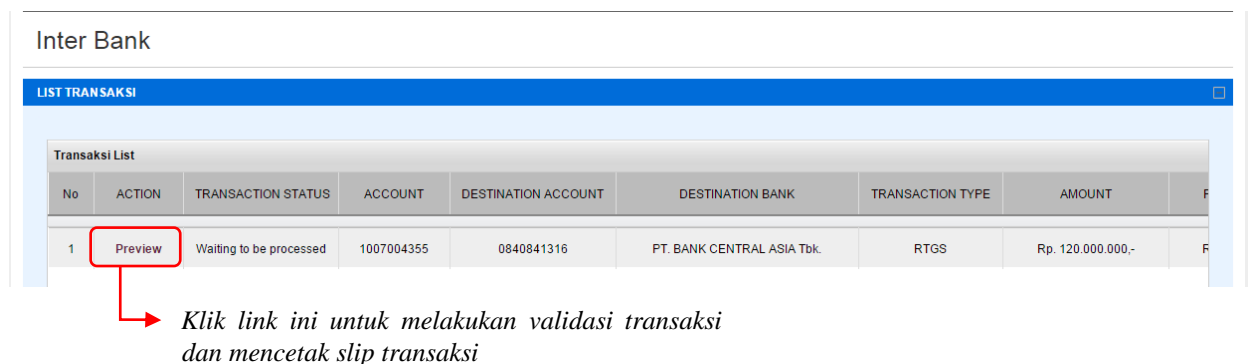 Inter Bank
LIST TRANSAKSI
Transaksi List
No ACTION TRANSACTION STATUS ACCOUNT DESTINATION ACCOUNT DESTINATION BANK TRANSACTION TYPE AMOUNT
1 Preview Waiting to be processed 1007004355 0840841316 PT. BANK CENTRAL ASIA Tbk. RTGS Rp. 120.000.000,-
Klik link ini untuk melakukan validasi transaksi
dan mencetak slip transaksi